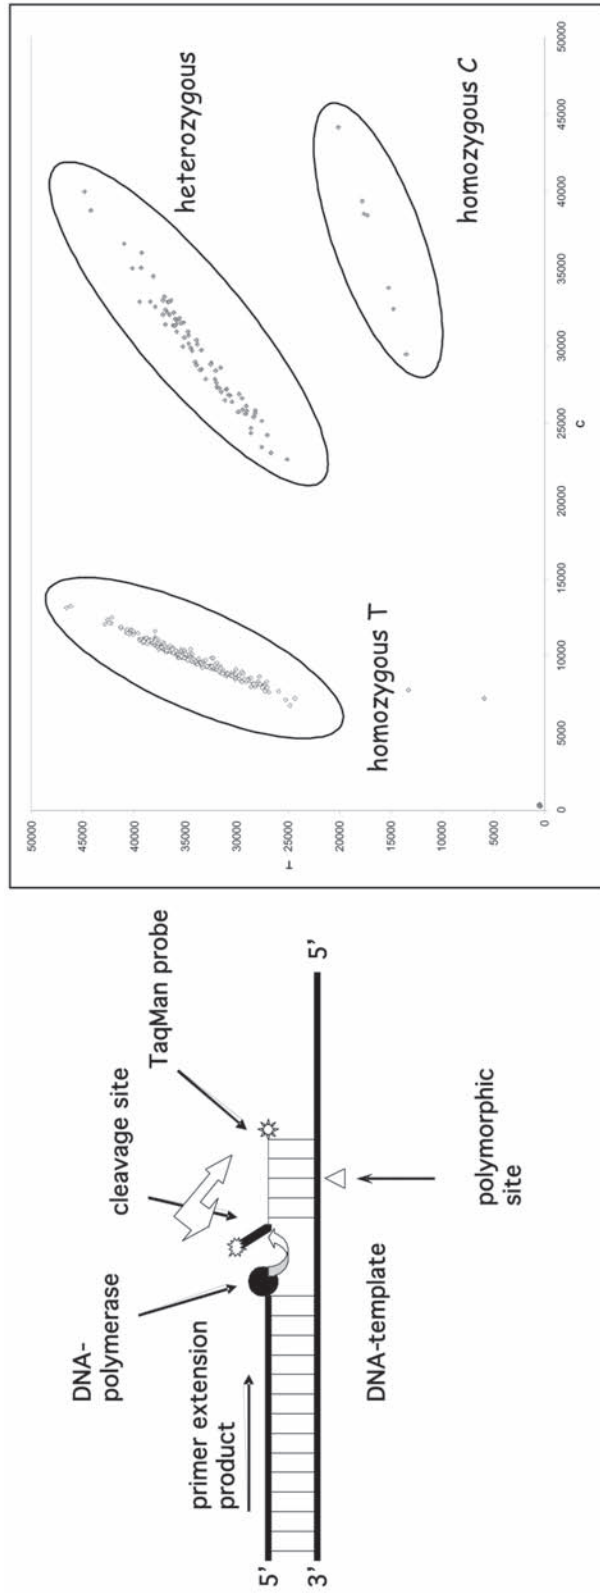 DNA-
polymerase
cleavage site
TaqMan probe
primer extension
product
5'
3'
5'
DNA-template
polymorphic
site
50000
45000
40000
35000
30000
25000
20000
15000
10000
5000
0
T
0
5000
10000
15000
20000
25000
30000
35000
40000
45000
50000
C
homozygous T
heterozygous
homozygous C